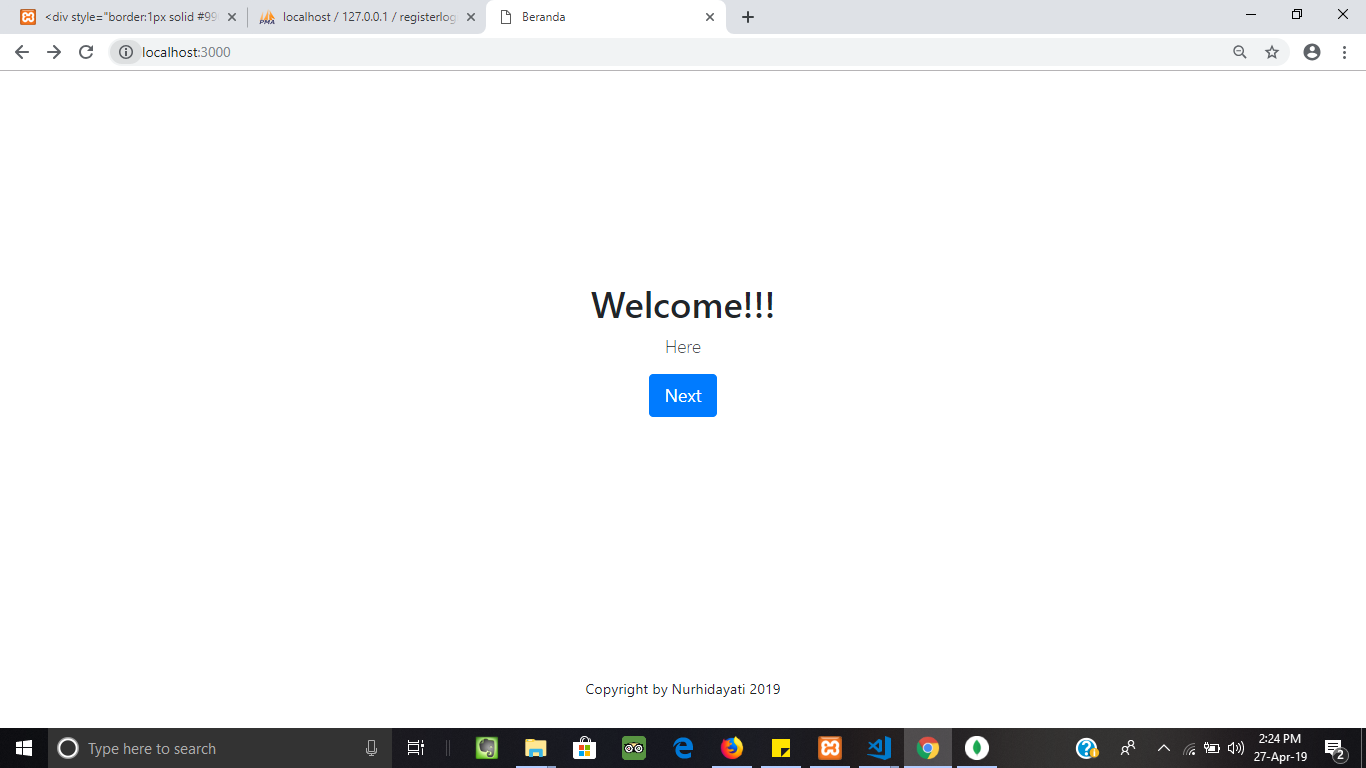 <div style="border:1px solid #99
localhost / 127.0.0.1 / registerlog
Beranda
localhost:3000
Welcome!!!
Here
Next
Copyright by Nurhidayati 2019
Type here to search
2:24 PM
27-Apr-19
2